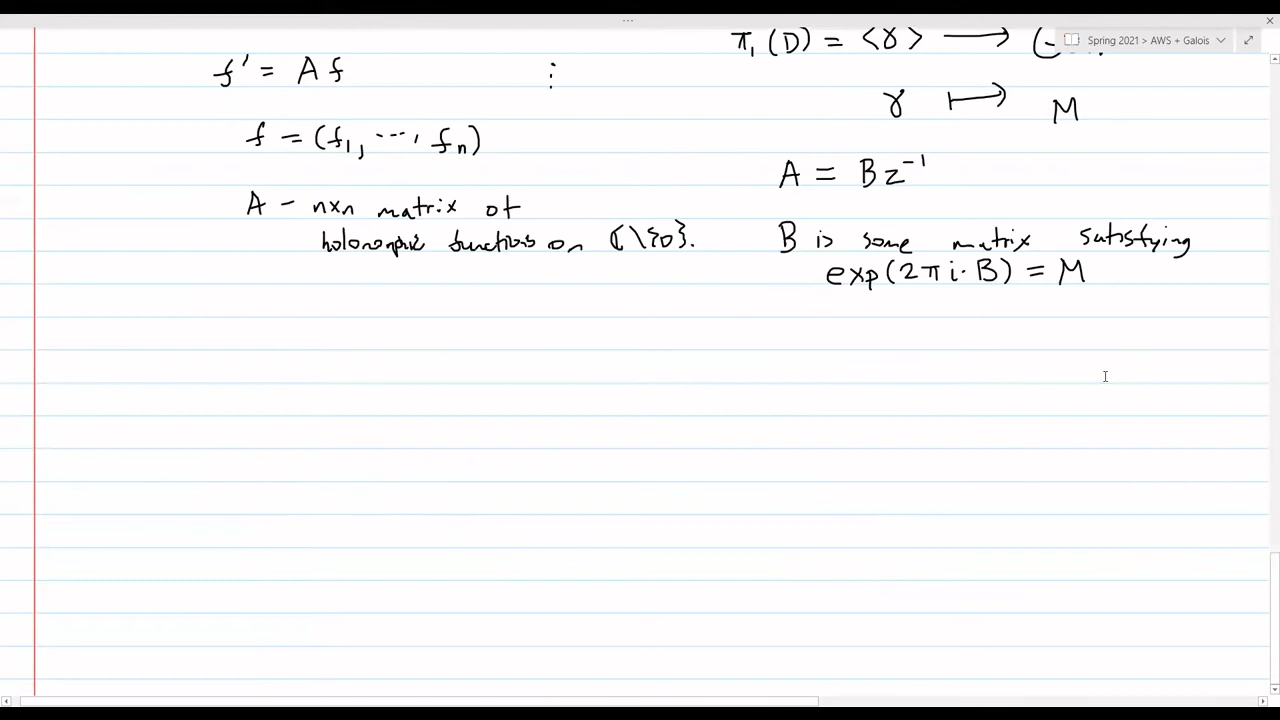 Spring 2021 > AWS + Galois
π₁(D) = <γ> ⟶ (
f' = Af
⋮
γ ⟼ M
f = (f₁, ⋯, fₙ)
A = Bz⁻¹
A - nxn matrix of
holomorphic functions on ℂ\{0}.
B is some matrix satisfying
exp(2πi·B) = M